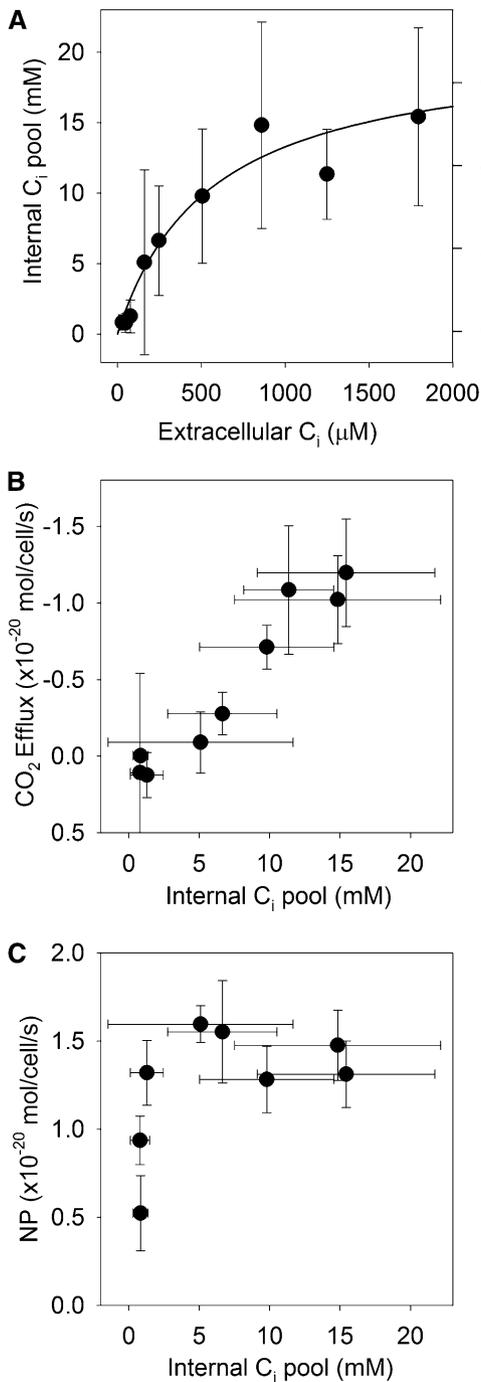 A
Internal Ci pool (mM)
20
15
10
5
0
0 500 1000 1500 2000
Extracellular Ci (μM)
B
CO2 Efflux (x10-20 mol/cell/s)
-1.5
-1.0
-0.5
0.0
0.5
0 5 10 15 20
Internal Ci pool (mM)
C
NP (x10-20 mol/cell/s)
2.0
1.5
1.0
0.5
0.0
0 5 10 15 20
Internal Ci pool (mM)